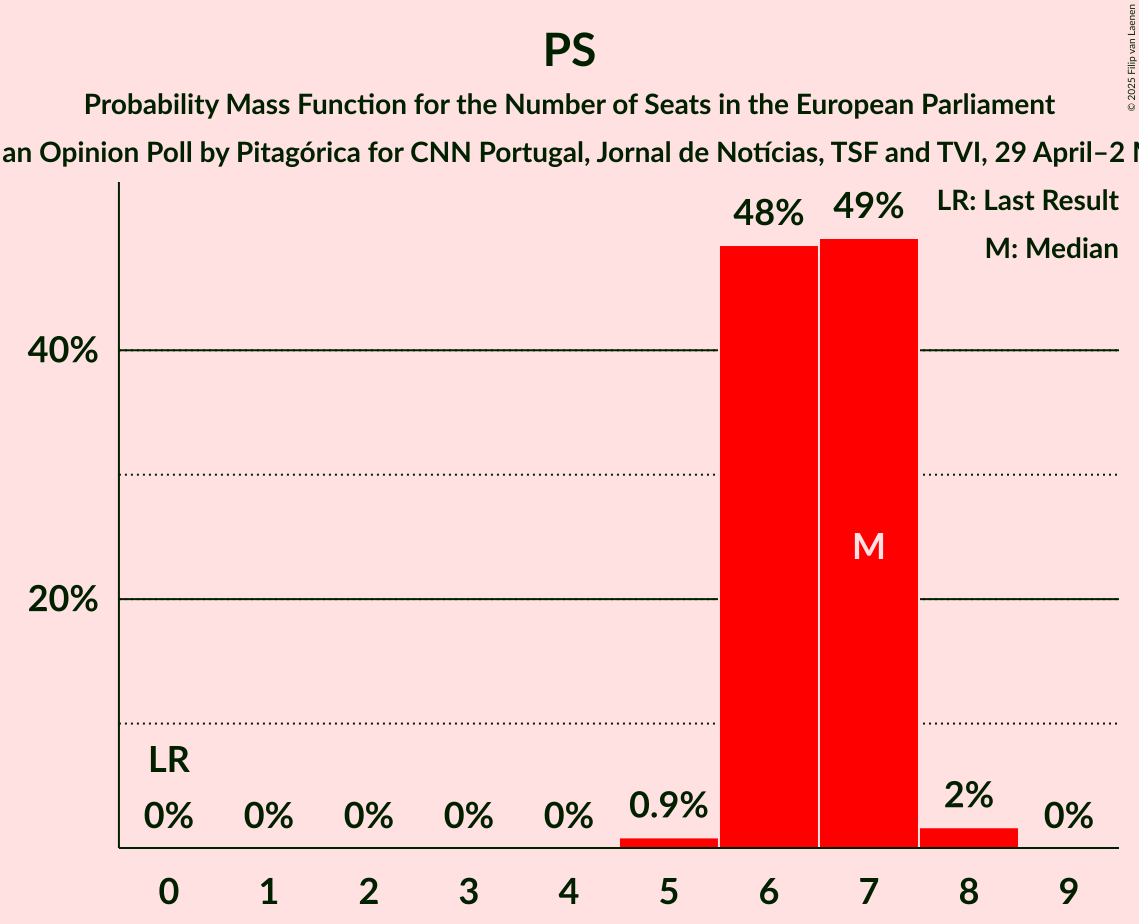 PS
Probability Mass Function for the Number of Seats in the European Parliament
an Opinion Poll by Pitagórica for CNN Portugal, Jornal de Notícias, TSF and TVI, 29 April–2
© 2025 Filip van Laenen
LR: Last Result
M: Median
48% 49%
40%
M
20%
LR
0% 0% 0% 0% 0% 0.9% 2% 0%
0 1 2 3 4 5 6 7 8 9